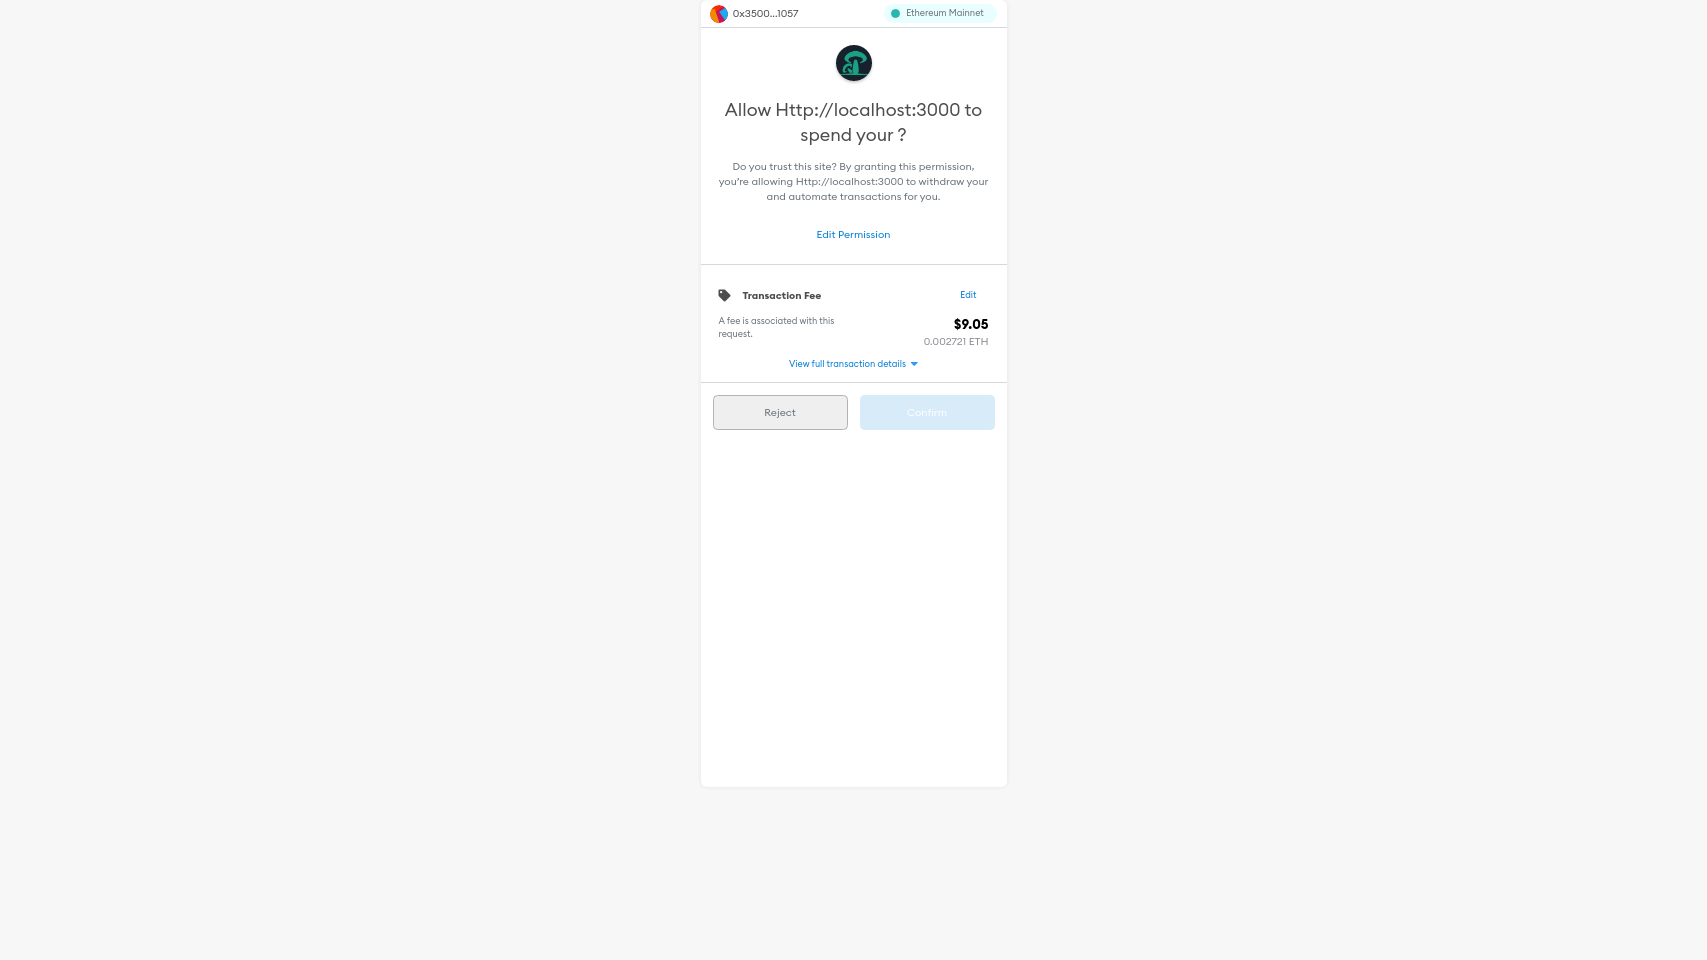 0x3500...1057
Ethereum Mainnet
Allow Http://localhost:3000 to
spend your ?
Do you trust this site? By granting this permission,
you're allowing Http://localhost:3000 to withdraw your
and automate transactions for you.
Edit Permission
Transaction Fee
Edit
A fee is associated with this
request.
$9.05
0.002721 ETH
View full transaction details
Reject
Confirm